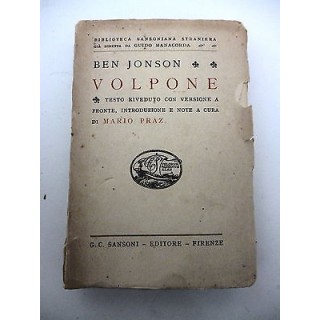 BIBLIOTECA SANSONIANA STRANIERA
GIÀ DIRETTA DA GUIDO MANACORDA
BEN JONSON
VOLPONE
TESTO RIVEDUTO CON VERSIONE A
FRONTE, INTRODUZIONE E NOTE A CURA
DI MARIO PRAZ.
G. C. SANSONI – EDITORE – FIRENZE